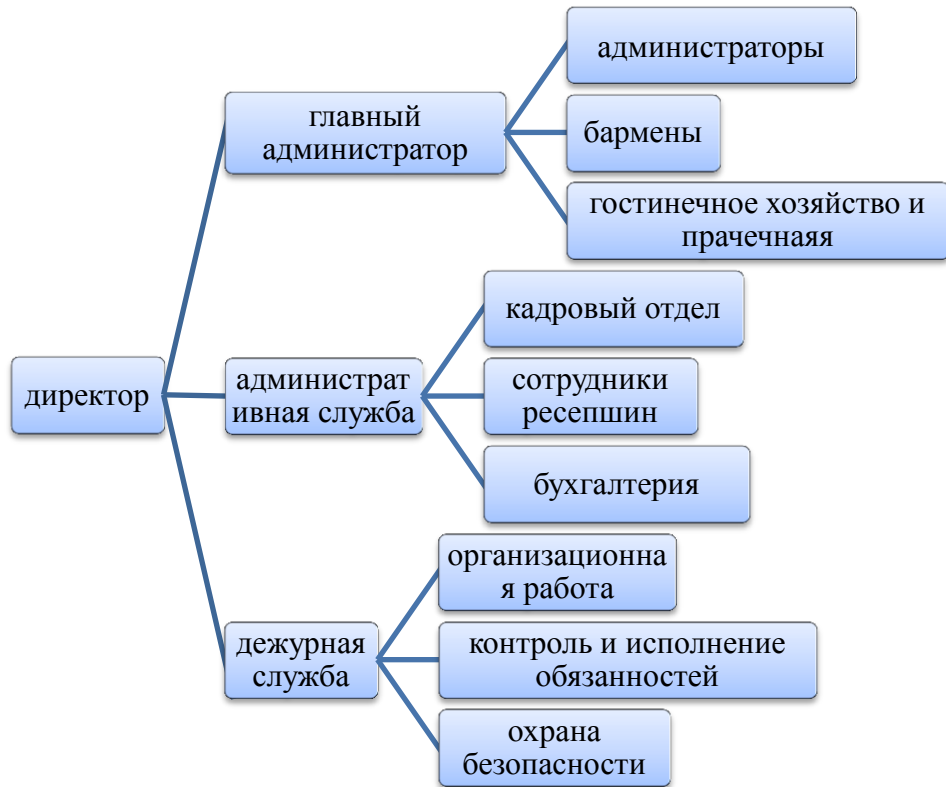 директор
главный
администратор
администраторы
бармены
гостинечное хозяйство и
прачечнаяя
администрат
ивная служба
кадровый отдел
сотрудники
ресепшин
бухгалтерия
дежурная
служба
организационна
я работа
контроль и исполнение
обязанностей
охрана
безопасности